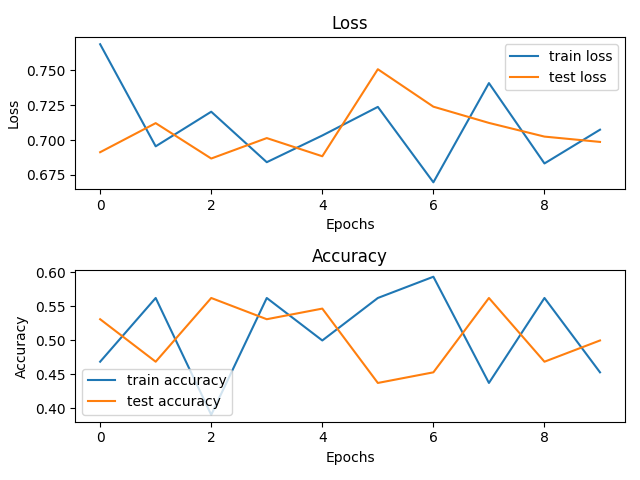 Loss
Loss
0.750
0.725
0.700
0.675
train loss
test loss
0 2 4 6 8
Epochs
Accuracy
Accuracy
0.60
0.55
0.50
0.45
0.40
train accuracy
test accuracy
0 2 4 6 8
Epochs